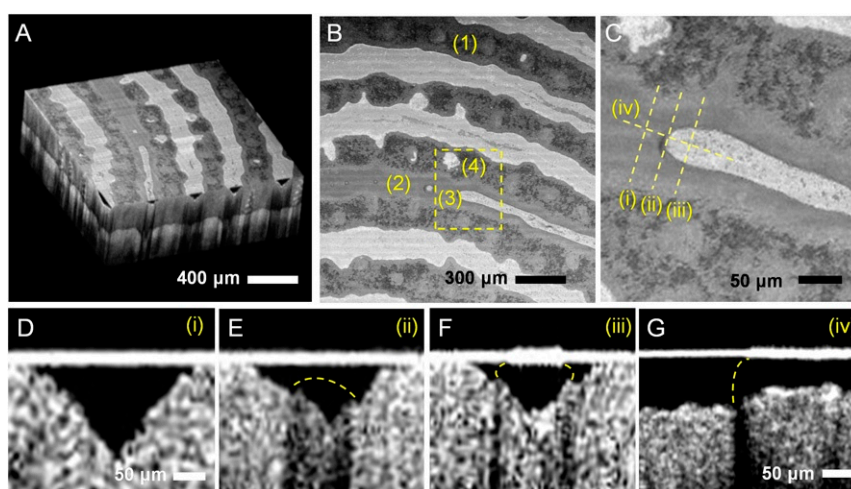 A
400 µm
B
(1)
(2)
(3)
(4)
300 µm
C
(iv)
(i)
(ii)
(iii)
50 µm
D
(i)
50 µm
E
(ii)
F
(iii)
G
(iv
50 µm